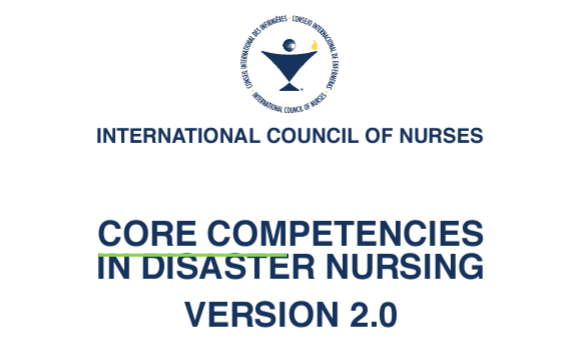 CONSEIL INTERNATIONAL DES INFIRMIÈRES • CONSEJO INTERNACIONAL DE ENFERMERAS • INTERNATIONAL COUNCIL OF NURSES •
INTERNATIONAL COUNCIL OF NURSES
CORE COMPETENCIES
IN DISASTER NURSING
VERSION 2.0